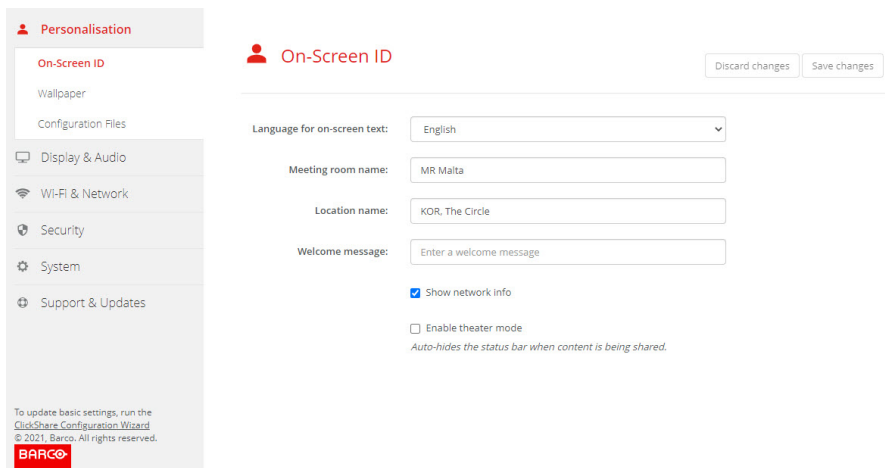 Personalisation
On-Screen ID
Wallpaper
Configuration Files
Display & Audio
Wi-Fi & Network
Security
System
Support & Updates
To update basic settings, run the
ClickShare Configuration Wizard
© 2021, Barco. All rights reserved.
BARCO
On-Screen ID
Discard changes
Save changes
Language for on-screen text: English
Meeting room name: MR Malta
Location name: KOR, The Circle
Welcome message: Enter a welcome message
Show network info
Enable theater mode
Auto-hides the status bar when content is being shared.